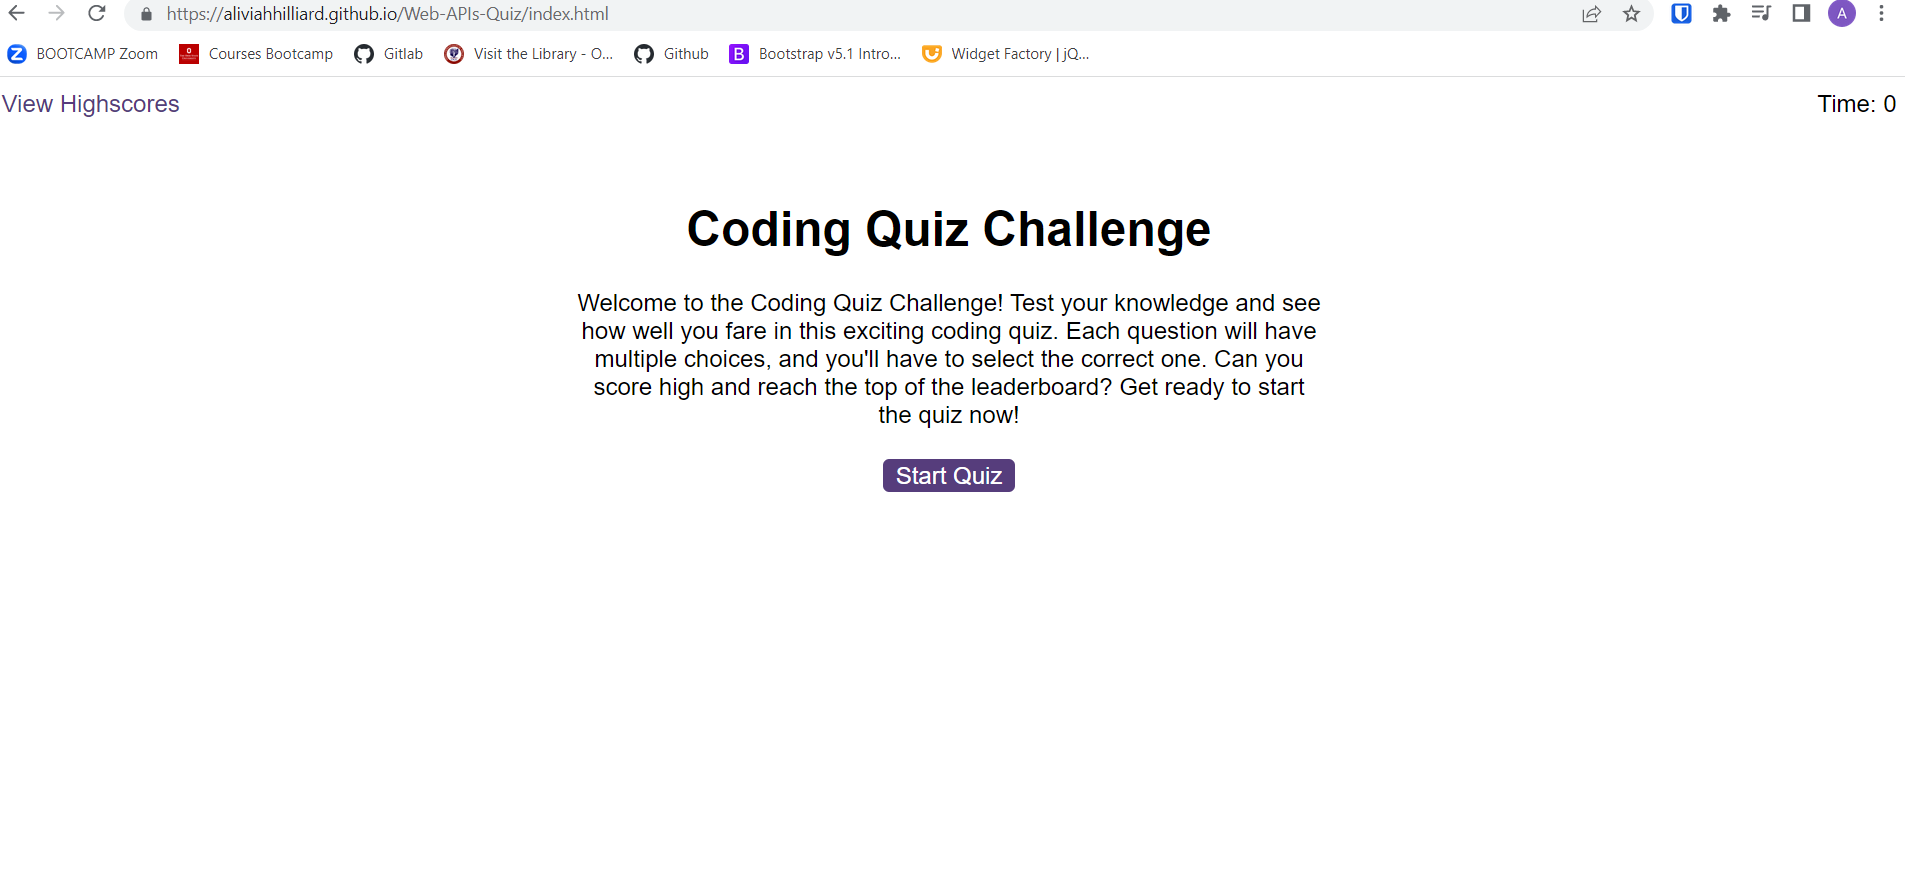 https://aliviahhilliard.github.io/Web-APIs-Quiz/index.html
A
BOOTCAMP Zoom Courses Bootcamp Gitlab Visit the Library - O... Github B Bootstrap v5.1 Intro... Widget Factory | jQ...
View Highscores Time: 0
Coding Quiz Challenge
Welcome to the Coding Quiz Challenge! Test your knowledge and see
how well you fare in this exciting coding quiz. Each question will have
multiple choices, and you'll have to select the correct one. Can you
score high and reach the top of the leaderboard? Get ready to start
the quiz now!
Start Quiz